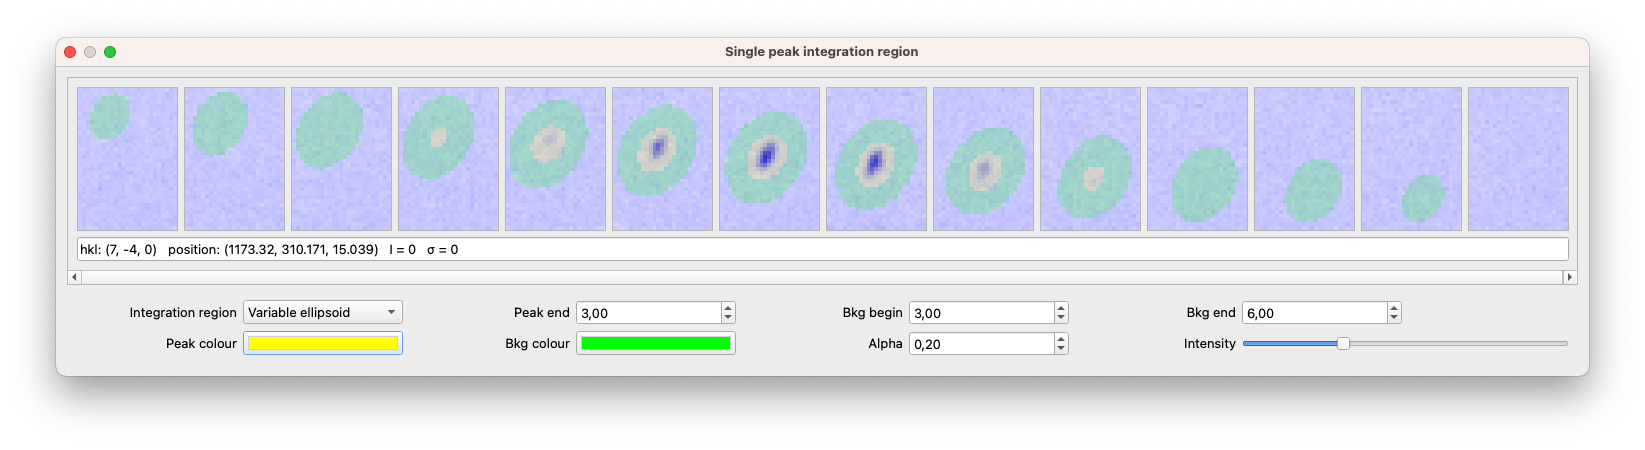 Single peak integration region
hkl: (7, -4, 0)   position: (1173.32, 310.171, 15.039)   I = 0   σ = 0
Integration region Variable ellipsoid Peak end 3,00 Bkg begin 3,00 Bkg end 6,00
Peak colour Bkg colour Alpha 0,20 Intensity